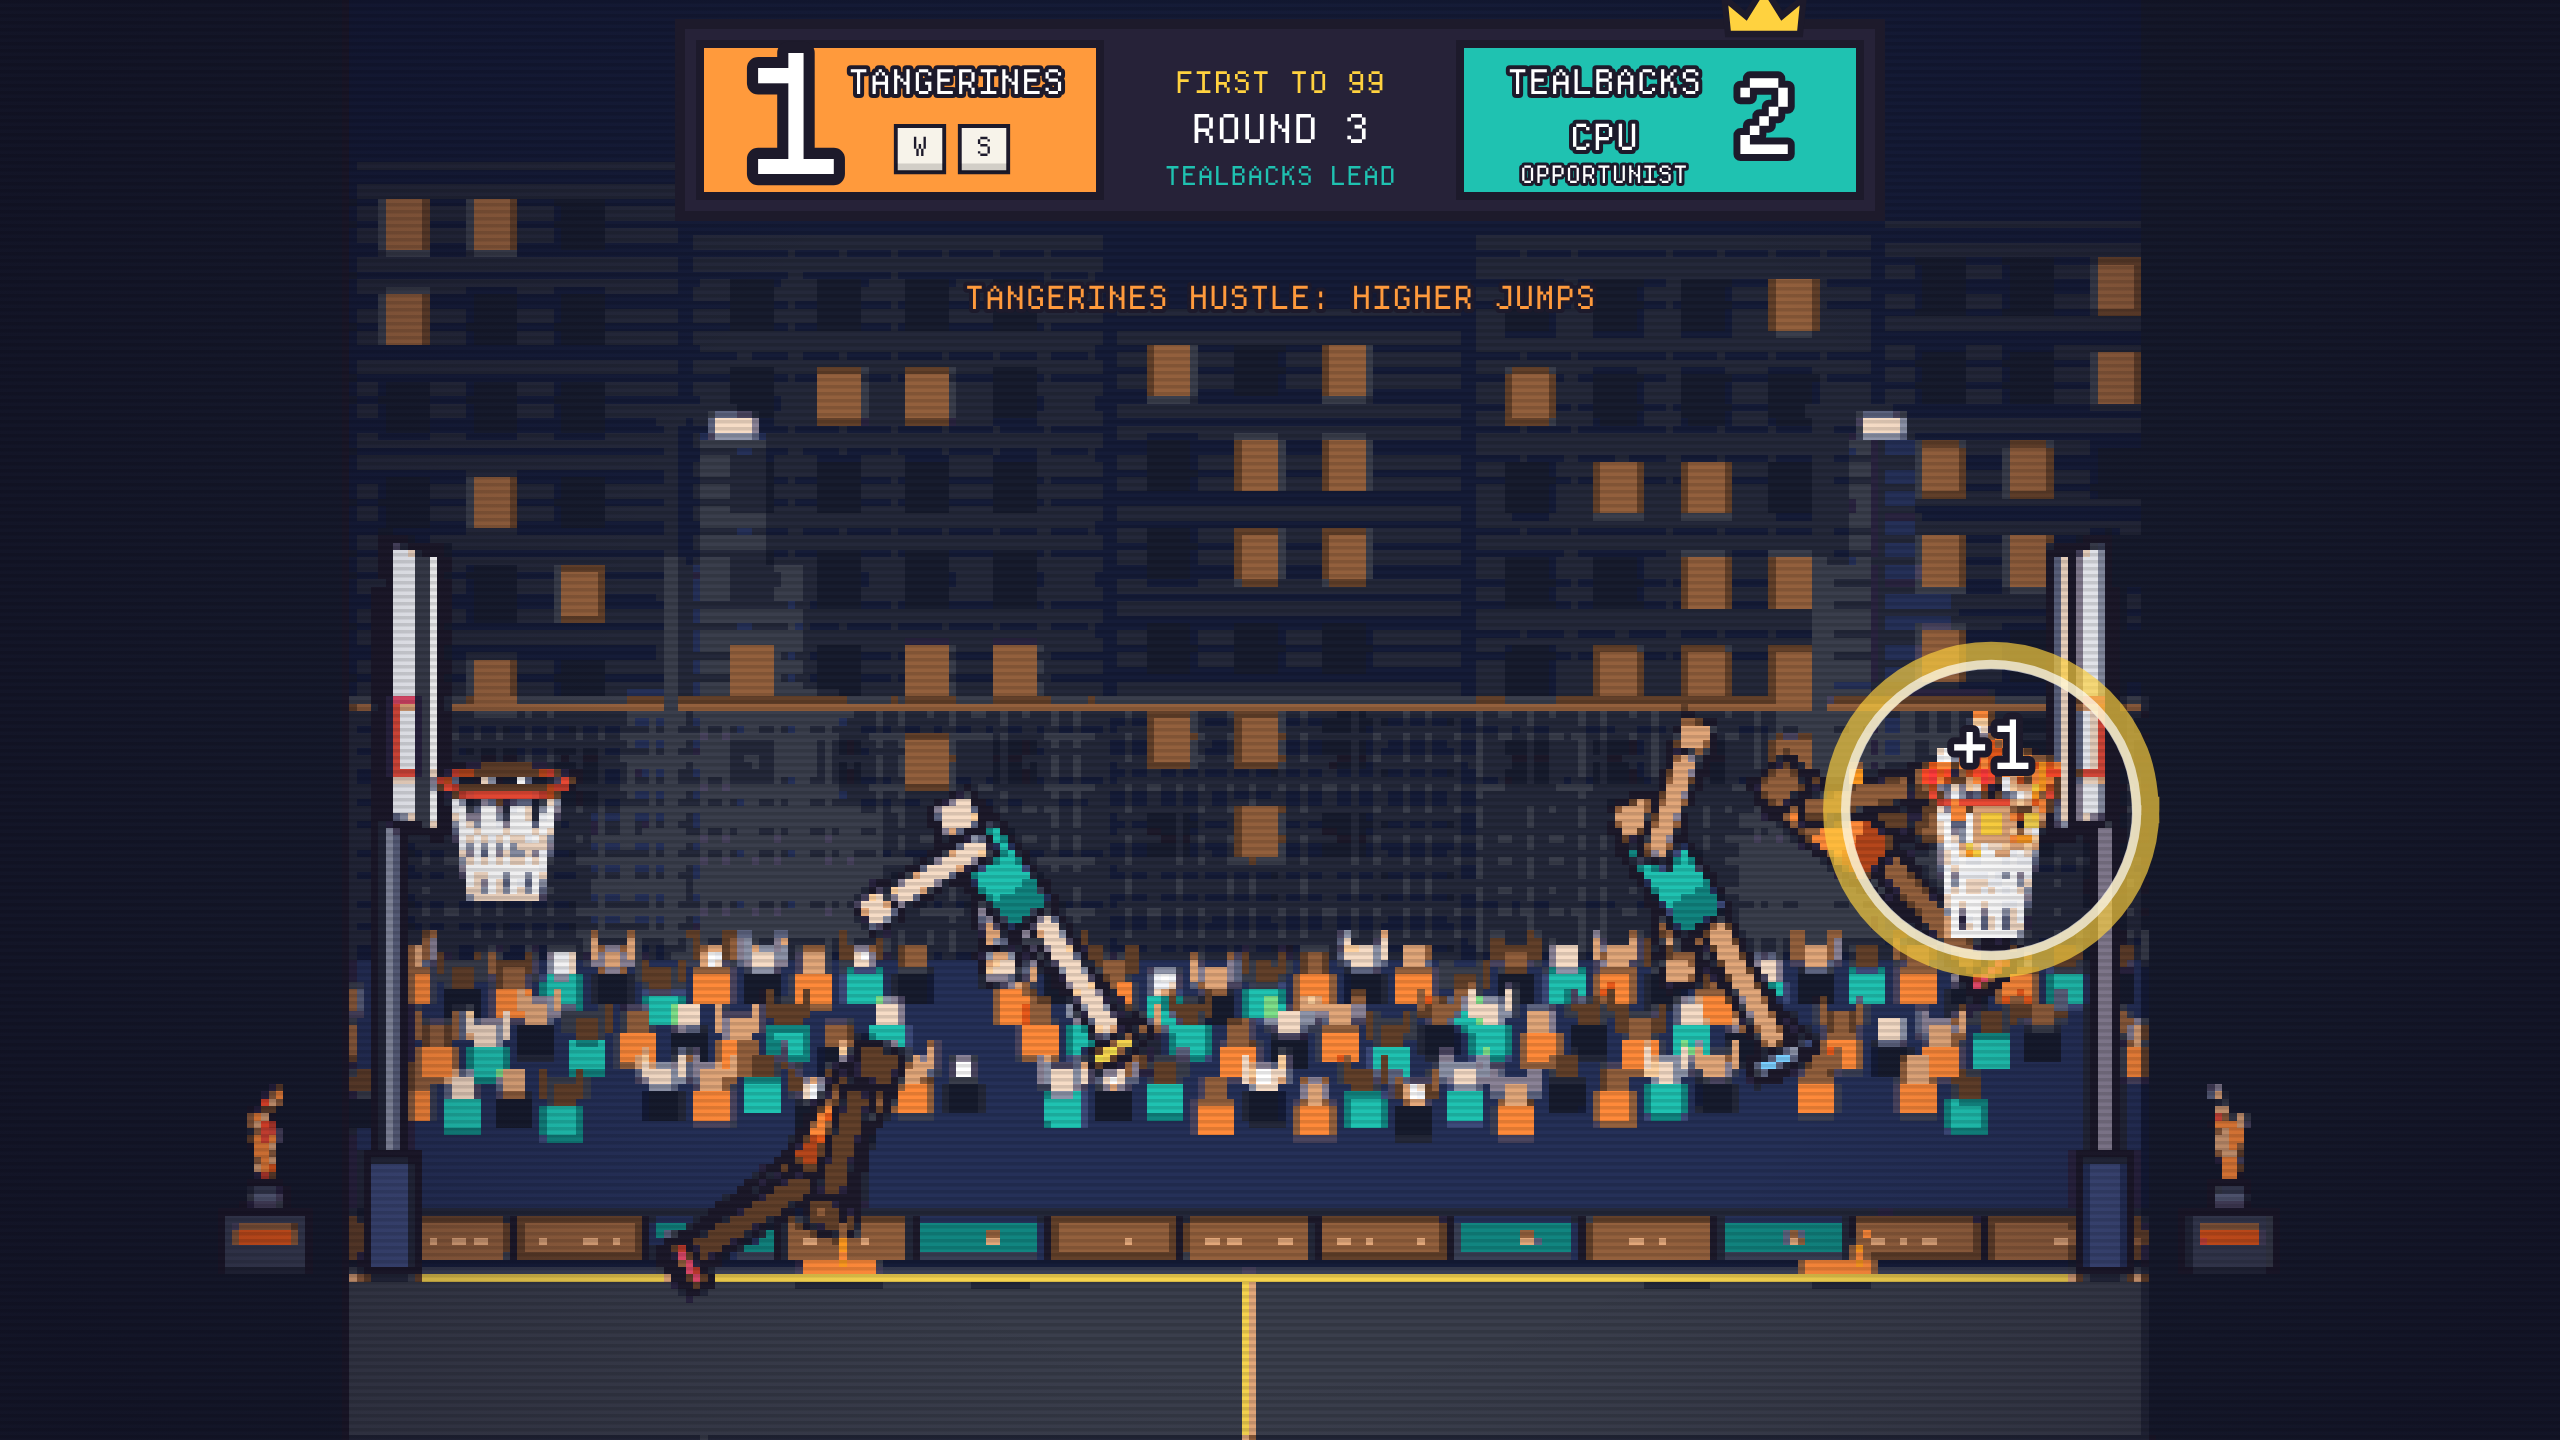 1
TANGERINES
W S
FIRST TO 99
ROUND 3
TEALBACKS LEAD
TEALBACKS
CPU
OPPORTUNIST
2
TANGERINES HUSTLE: HIGHER JUMPS
+1